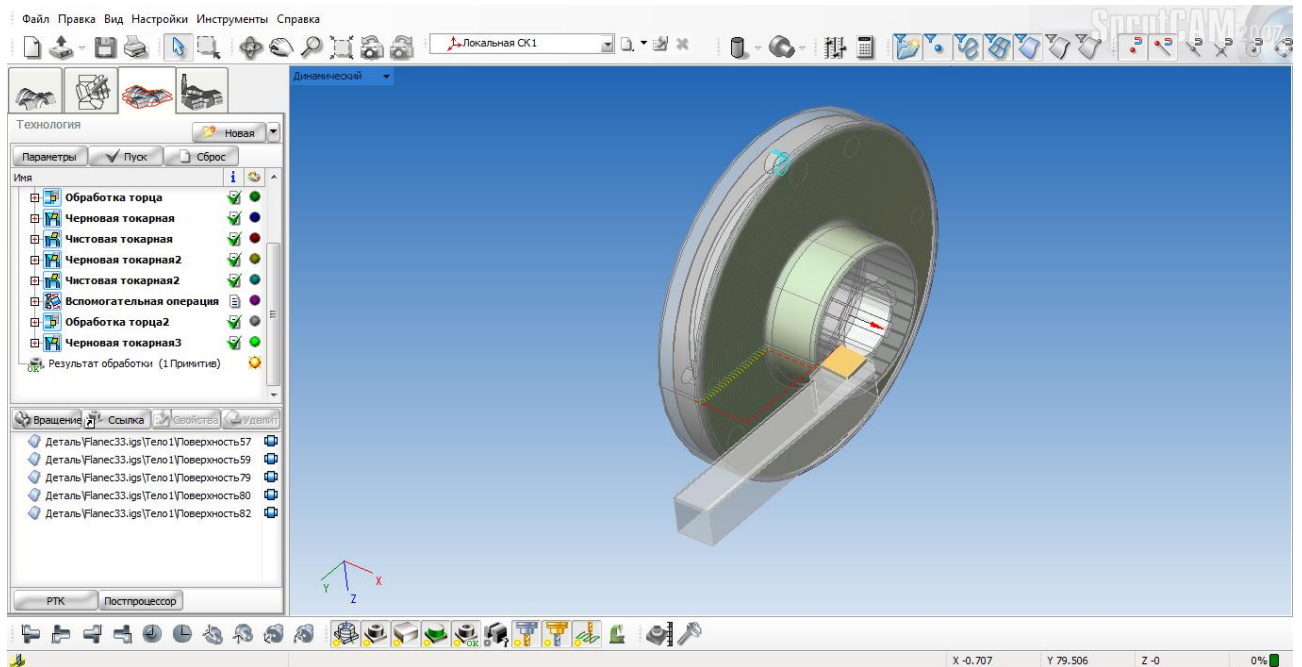 Файл Правка Вид Настройки Инструменты Справка
SprutCAM 2007
Локальная СК1
Динамический
Технология
Новая
Параметры Пуск Сброс
Имя
Обработка торца
Черновая токарная
Чистовая токарная
Черновая токарная2
Чистовая токарная2
Вспомогательная операция
Обработка торца2
Черновая токарная3
Результат обработки (1 Примитив)
Вращение Ссылка Свойства Удалит
Деталь\Flanec33.igs\Тело1\Поверхность57
Деталь\Flanec33.igs\Тело1\Поверхность59
Деталь\Flanec33.igs\Тело1\Поверхность79
Деталь\Flanec33.igs\Тело1\Поверхность80
Деталь\Flanec33.igs\Тело1\Поверхность82
X
Y
Z
РТК Постпроцессор
OK
X -0.707 Y 79.506 Z -0 0%